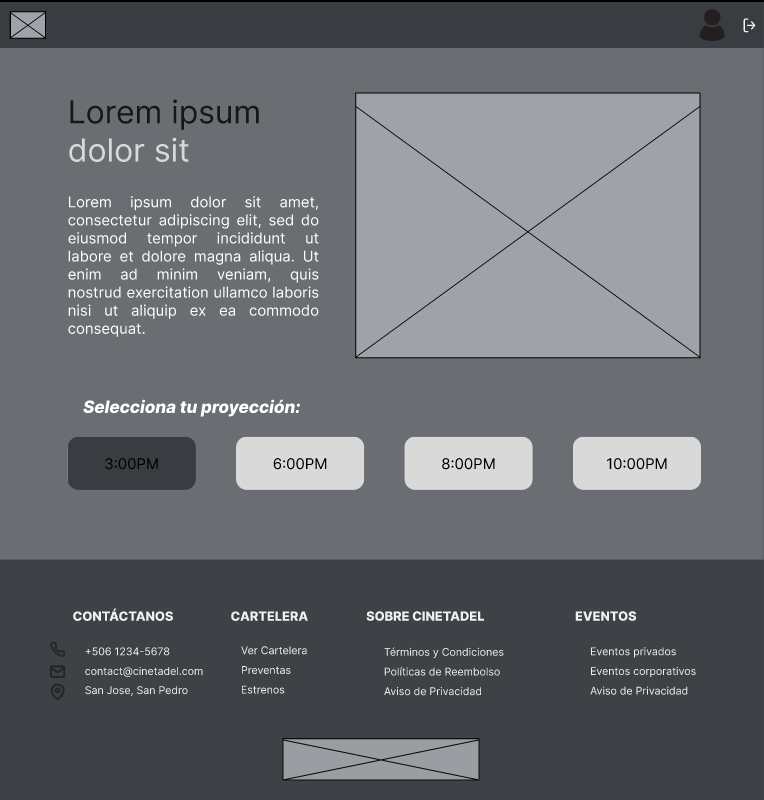 Lorem ipsum
dolor sit
Lorem ipsum dolor sit amet,
consectetur adipiscing elit, sed do
eiusmod tempor incididunt ut
labore et dolore magna aliqua. Ut
enim ad minim veniam, quis
nostrud exercitation ullamco laboris
nisi ut aliquip ex ea commodo
consequat.
Selecciona tu proyección:
3:00PM
6:00PM
8:00PM
10:00PM
CONTÁCTANOS
+506 1234-5678
contact@cinetadel.com
San Jose, San Pedro
CARTELERA
Ver Cartelera
Preventas
Estrenos
SOBRE CINETADEL
Términos y Condiciones
Políticas de Reembolso
Aviso de Privacidad
EVENTOS
Eventos privados
Eventos corporativos
Aviso de Privacidad